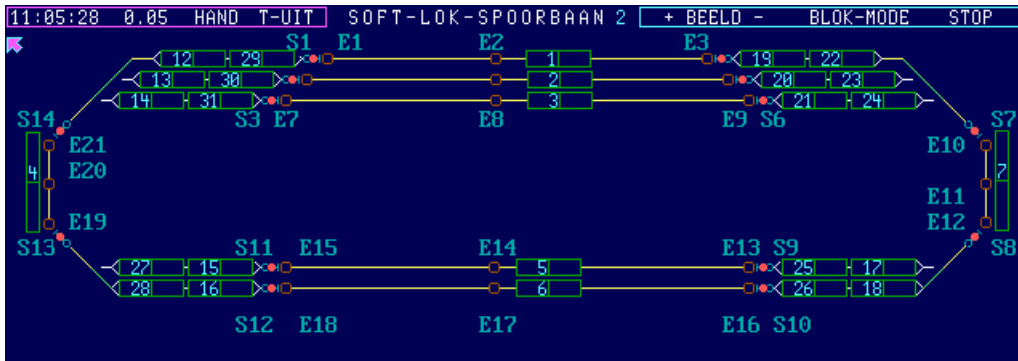 11:05:28 0.05 HAND T-UIT SOFT-LOK-SPOORBAAN 2 + BEELD - BLOK-MODE STOP
S1 E1 E2 E3
12 29 1 19 22
13 30 2 20 23
14 31 3 21 24
S14 S3 E7 E8 E9 S6 S7
E21 E10
4 E20 7
E11
E19 E12
S13 S11 E15 E14 E13 S9 S8
27 15 5 25 17
28 16 6 26 18
S12 E18 E17 E16 S10